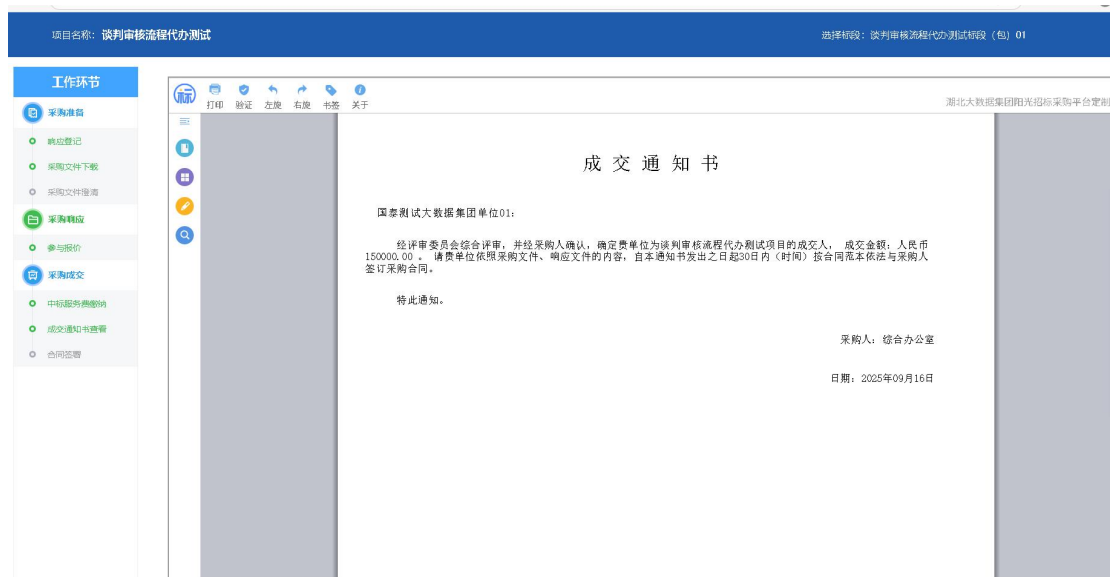 项目名称：谈判审核流程代办测试
选择标段：谈判审核流程代办测试标段（包）01
工作环节
采购准备
响应登记
采购文件下载
采购文件澄清
采购响应
参与报价
采购成交
中标服务费缴纳
成交通知书查看
合同签署
标
打印 验证 左旋 右旋 书签 关于
湖北大数据集团阳光招标采购平台定制
成交通知书
国泰测试大数据集团单位01：
经评审委员会综合评审，并经采购人确认，确定贵单位为谈判审核流程代办测试项目的成交人， 成交金额：人民币
150000.00 。 请贵单位依照采购文件、响应文件的内容，自本通知书发出之日起30日内（时间）按合同范本依法与采购人
签订采购合同。
特此通知。
采购人：综合办公室
日期：2025年09月16日